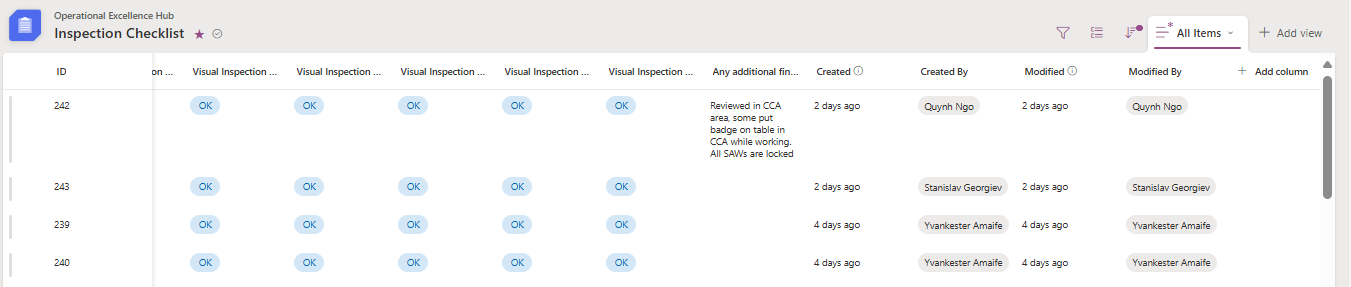 Operational Excellence Hub
Inspection Checklist
All Items
Add view
ID
on ...
Visual Inspection ...
Visual Inspection ...
Visual Inspection ...
Visual Inspection ...
Visual Inspection ...
Any additional fin...
Created
Created By
Modified
Modified By
Add column
242
OK
OK
OK
OK
OK
Reviewed in CCA
area, some put
badge on table in
CCA while working.
All SAWs are locked
2 days ago
Quynh Ngo
2 days ago
Quynh Ngo
243
OK
OK
OK
OK
OK
2 days ago
Stanislav Georgiev
2 days ago
Stanislav Georgiev
239
OK
OK
OK
OK
OK
4 days ago
Yvankester Amaife
4 days ago
Yvankester Amaife
240
OK
OK
OK
OK
OK
4 days ago
Yvankester Amaife
4 days ago
Yvankester Amaife